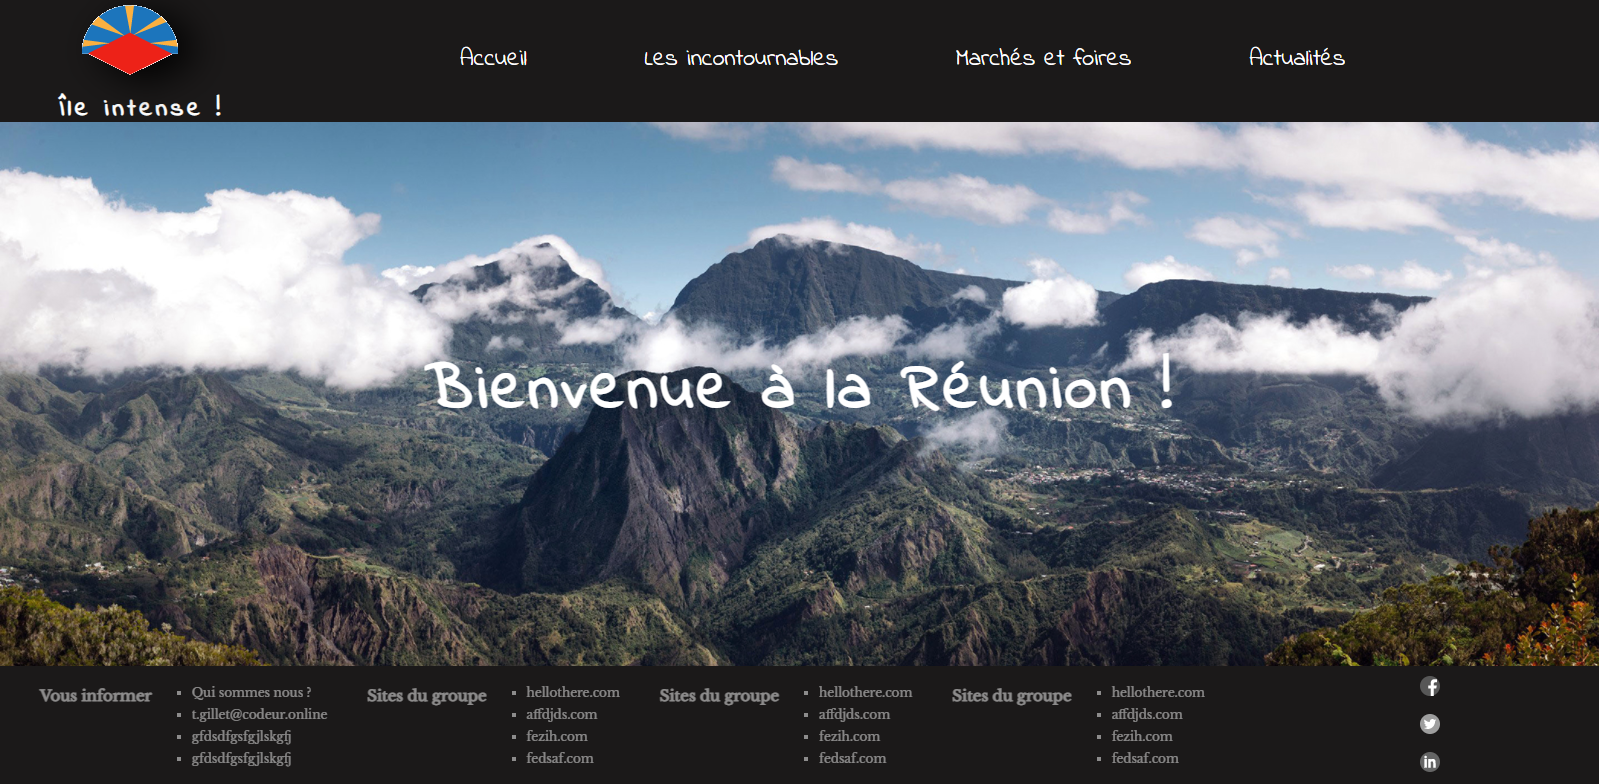 Île intense !
Accueil
Les incontournables
Marchés et foires
Actualités
Bienvenue à la Réunion !
Vous informer
Qui sommes nous ?
t.gillet@codeur.online
gfdsdfgsfgjlskgfj
gfdsdfgsfgjlskgfj
Sites du groupe
hellothere.com
affdjds.com
fezih.com
fedsaf.com
Sites du groupe
hellothere.com
affdjds.com
fezih.com
fedsaf.com
Sites du groupe
hellothere.com
affdjds.com
fezih.com
fedsaf.com